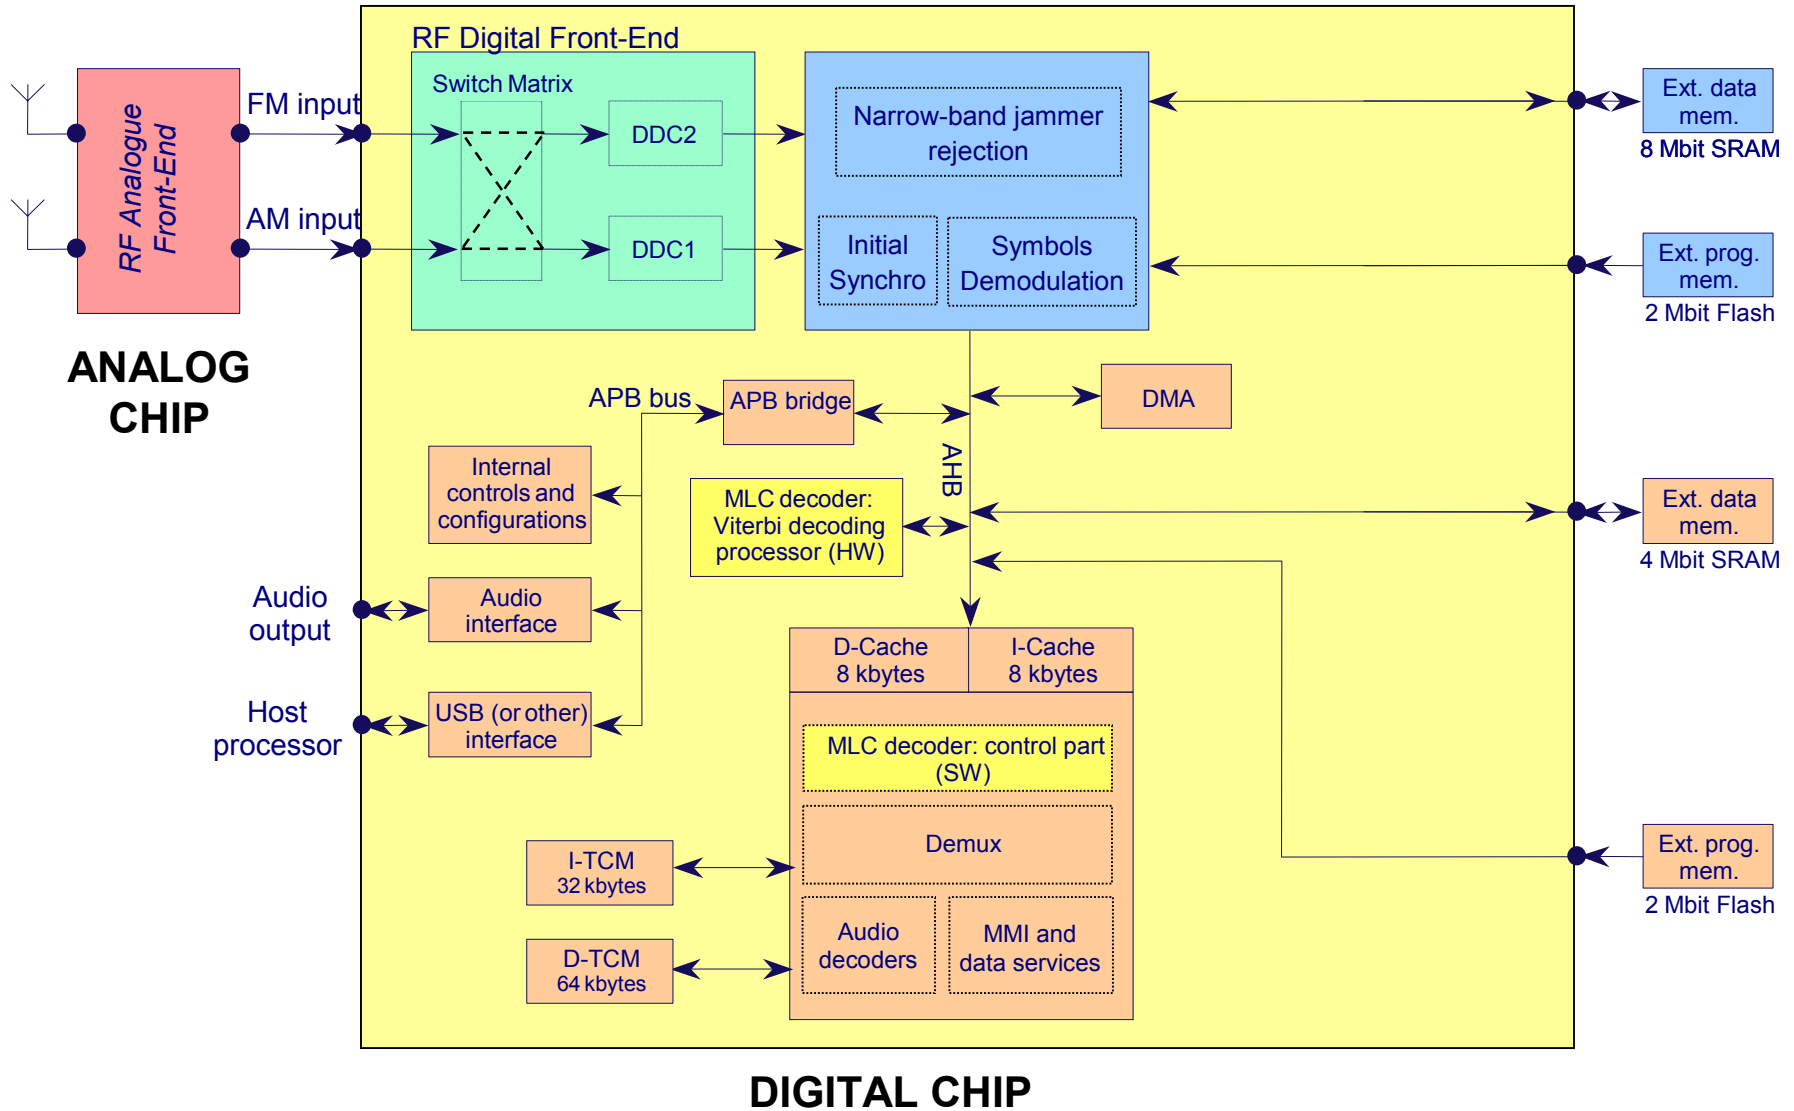 RF Digital Front-End
Switch Matrix
FM input
AM input
RF Analogue
Front-End
DDC2
DDC1
Narrow-band jammer
rejection
Initial
Synchro
Symbols
Demodulation
Ext. data
mem.
8 Mbit SRAM
Ext. prog.
mem.
2 Mbit Flash
ANALOG
CHIP
APB bus
APB bridge
DMA
AHB
Internal
controls and
configurations
MLC decoder:
Viterbi decoding
processor (HW)
Ext. data
mem.
4 Mbit SRAM
Audio
output
Audio
interface
Host
processor
USB (or other)
interface
D-Cache
8 kbytes
I-Cache
8 kbytes
MLC decoder: control part
(SW)
Demux
Audio
decoders
MMI and
data services
I-TCM
32 kbytes
D-TCM
64 kbytes
Ext. prog.
mem.
2 Mbit Flash
DIGITAL CHIP